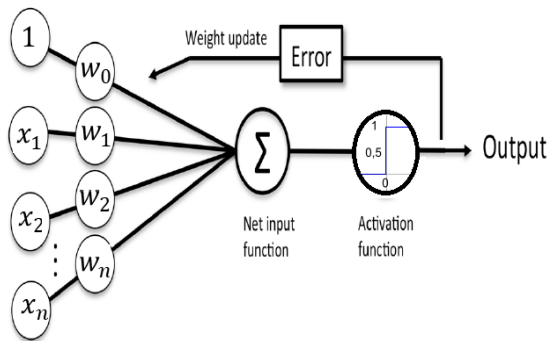 1
w₀
Weight update
Error
x₁
w₁
Σ
1
0,5
0
Output
x₂
w₂
⋮
Net input
function
Activation
function
xₙ
wₙ